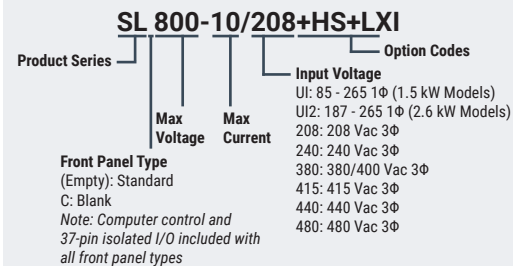 SL 800-10/208+HS+LXI
Product Series
Option Codes
Max
Voltage
Max
Current
Input Voltage
UI: 85 - 265 1Φ (1.5 kW Models)
UI2: 187 - 265 1Φ (2.6 kW Models)
208: 208 Vac 3Φ
240: 240 Vac 3Φ
380: 380/400 Vac 3Φ
415: 415 Vac 3Φ
440: 440 Vac 3Φ
480: 480 Vac 3Φ
Front Panel Type
(Empty): Standard
C: Blank
Note: Computer control and
37-pin isolated I/O included with
all front panel types